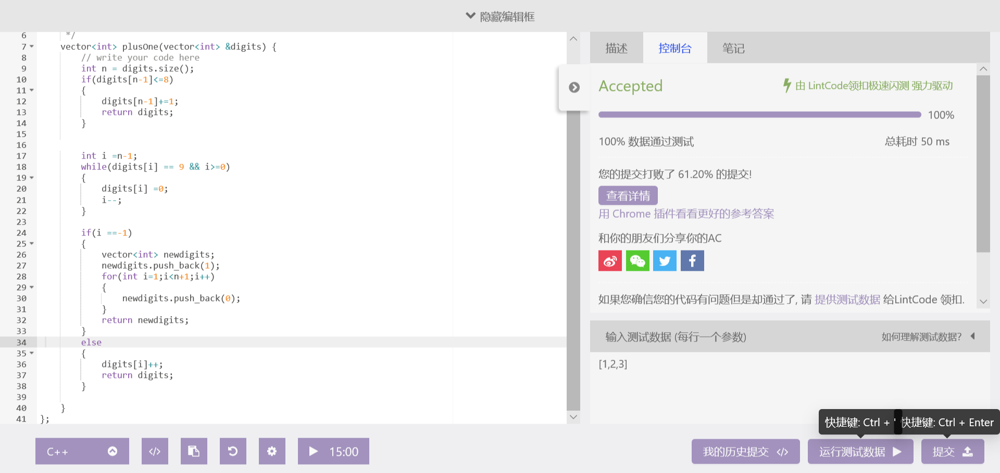 隐藏编辑框
6 */
7 vector<int> plusOne(vector<int> &digits) {
8 // write your code here
9 int n = digits.size();
10 if(digits[n-1]<=8)
11 {
12 digits[n-1]+=1;
13 return digits;
14 }
15
16
17 int i =n-1;
18 while(digits[i] == 9 && i>=0)
19 {
20 digits[i] =0;
21 i--;
22 }
23
24 if(i ==-1)
25 {
26 vector<int> newdigits;
27 newdigits.push_back(1);
28 for(int i=1;i<n+1;i++)
29 {
30 newdigits.push_back(0);
31 }
32 return newdigits;
33 }
34 else
35 {
36 digits[i]++;
37 return digits;
38 }
39
40 }
41 };
描述 控制台 笔记
Accepted 由 LintCode领扣极速闪测 强力驱动
100%
100% 数据通过测试 总耗时 50 ms
您的提交打败了 61.20% 的提交!
查看详情
用 Chrome 插件看看更好的参考答案
和你的朋友们分享你的AC
如果您确信您的代码有问题但是却通过了, 请 提供测试数据 给LintCode 领扣.
输入测试数据 (每行一个参数) 如何理解测试数据?
[1,2,3]
快捷键: Ctrl + ' 快捷键: Ctrl + Enter
C++ </> 15:00 我的历史提交 </> 运行测试数据 提交